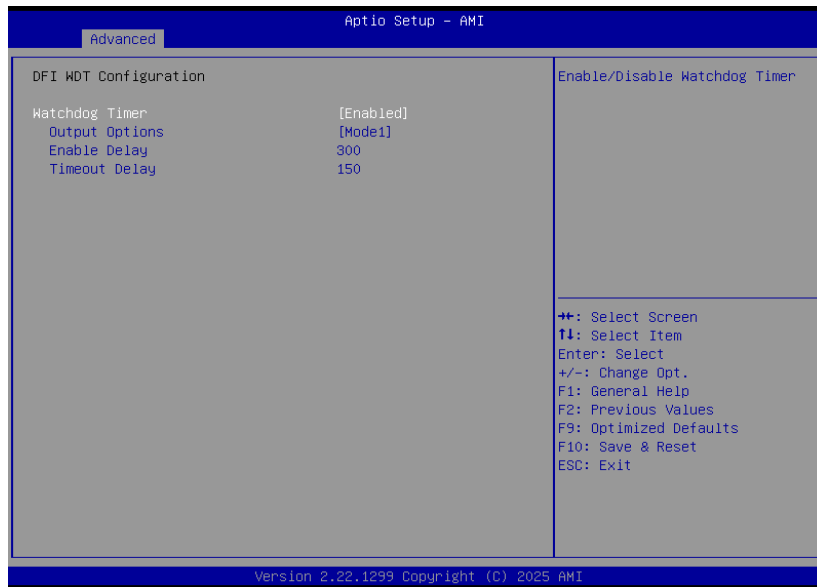 Aptio Setup – AMI
Advanced
DFI WDT Configuration
Watchdog Timer [Enabled]
Output Options [Mode1]
Enable Delay 300
Timeout Delay 150
Enable/Disable Watchdog Timer
→←: Select Screen
↑↓: Select Item
Enter: Select
+/-: Change Opt.
F1: General Help
F2: Previous Values
F9: Optimized Defaults
F10: Save & Reset
ESC: Exit
Version 2.22.1299 Copyright (C) 2025 AMI